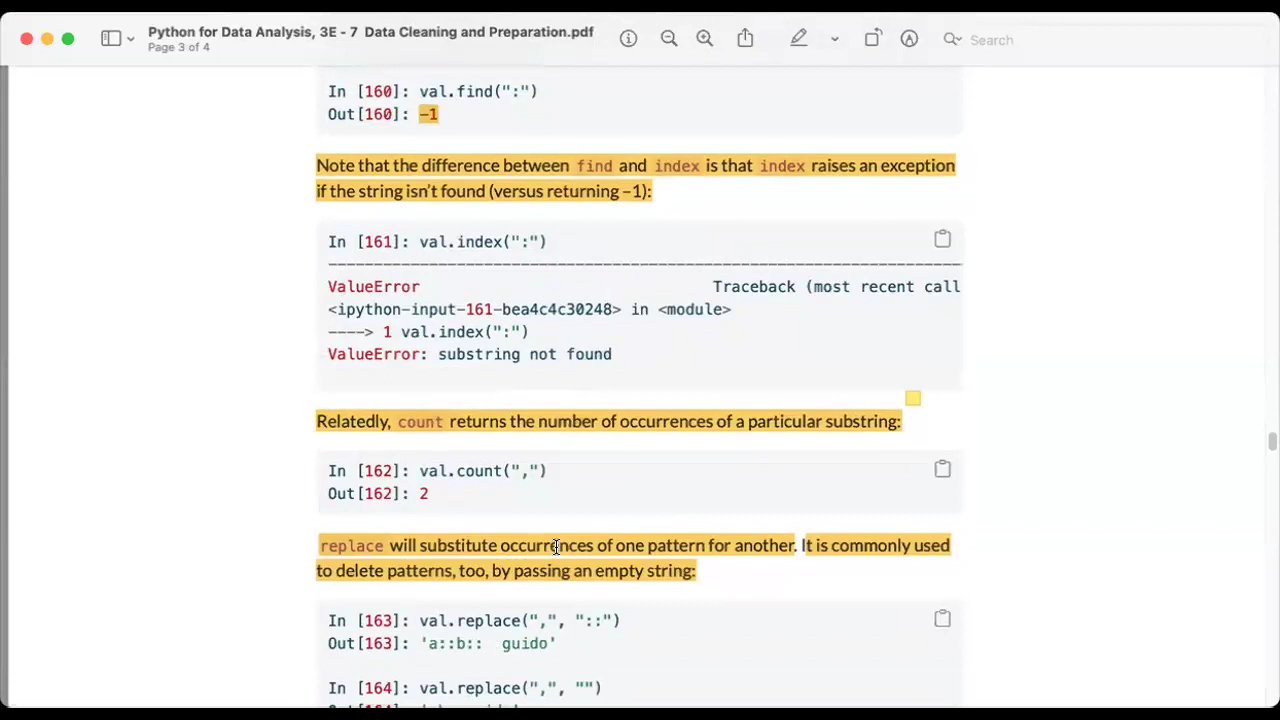 Python for Data Analysis, 3E - 7 Data Cleaning and Preparation.pdf
Page 3 of 4
Search
In [160]: val.find(":")
Out[160]: -1
Note that the difference between find and index is that index raises an exception
if the string isn't found (versus returning –1):
In [161]: val.index(":")
---------------------------------------------------------------------------
ValueError Traceback (most recent call
<ipython-input-161-bea4c4c30248> in <module>
----> 1 val.index(":")
ValueError: substring not found
Relatedly, count returns the number of occurrences of a particular substring:
In [162]: val.count(",")
Out[162]: 2
replace will substitute occurrences of one pattern for another. It is commonly used
to delete patterns, too, by passing an empty string:
In [163]: val.replace(",", "::")
Out[163]: 'a::b::  guido'
In [164]: val.replace(",", "")